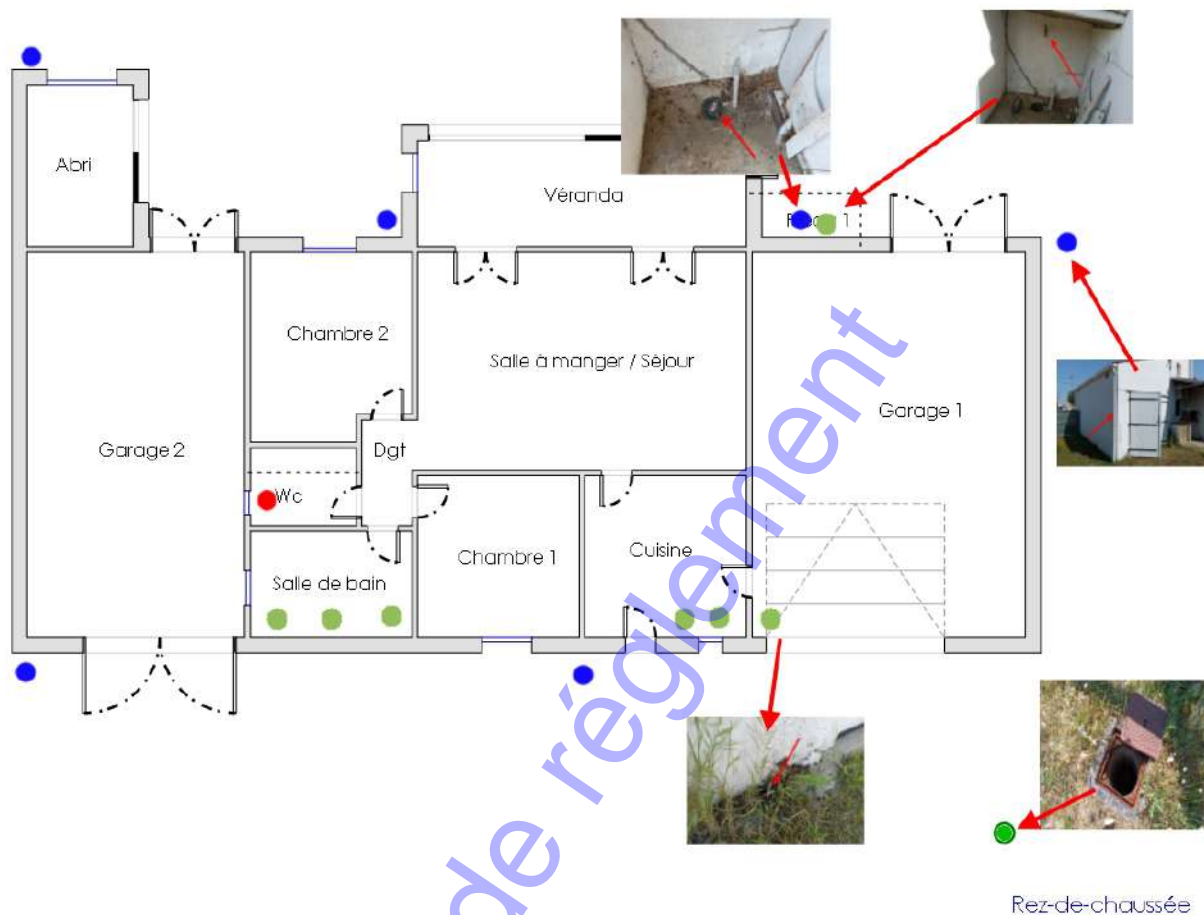 Abri
Véranda
Chambre 2
Salle à manger / Séjour
Garage 1
Garage 2
Dgt
Wc
Chambre 1
Cuisine
Salle de bain
de réglement
Rez-de-chaussée